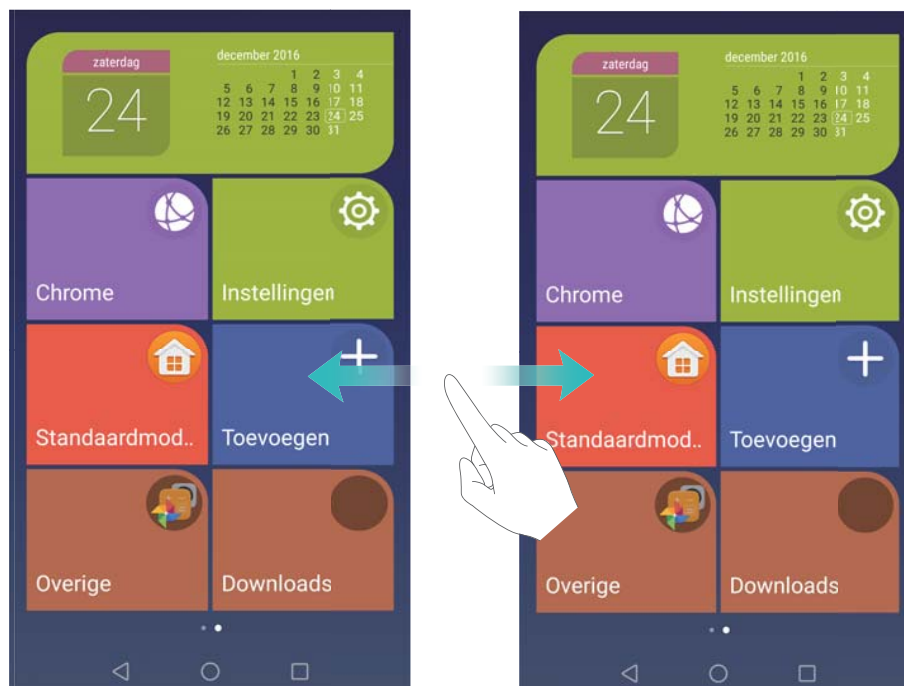 zaterdag
24
december 2016
1 2 3 4
5 6 7 8 9 10 11
12 13 14 15 16 17 18
19 20 21 22 23 24 25
26 27 28 29 30 31
Chrome
Instellingen
Standaardmod..
Toevoegen
Overige
Downloads
zaterdag
24
december 2016
1 2 3 4
5 6 7 8 9 10 11
12 13 14 15 16 17 18
19 20 21 22 23 24 25
26 27 28 29 30 31
Chrome
Instellingen
Standaardmod..
Toevoegen
Overige
Downloads